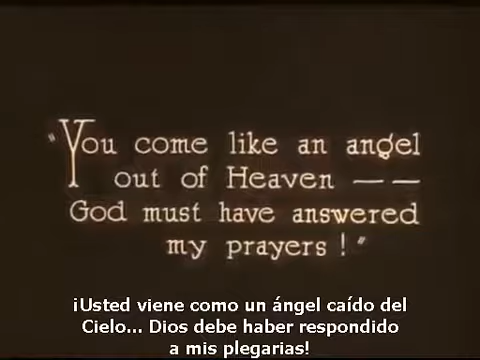 "You come like an angel
out of Heaven — —
God must have answered
my prayers!"
¡Usted viene como un ángel caído del
Cielo... Dios debe haber respondido
a mis plegarias!